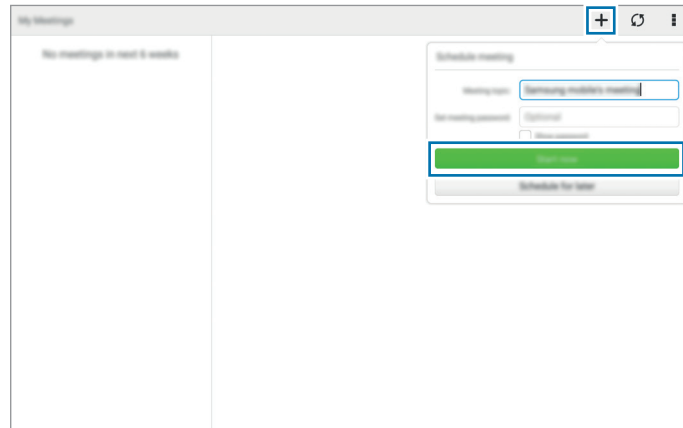 My Meetings
No meetings in next 6 weeks
Schedule meeting
Meeting topic
Samsung mobile's meeting
Set meeting password
Optional
Show password
Start now
Schedule for later